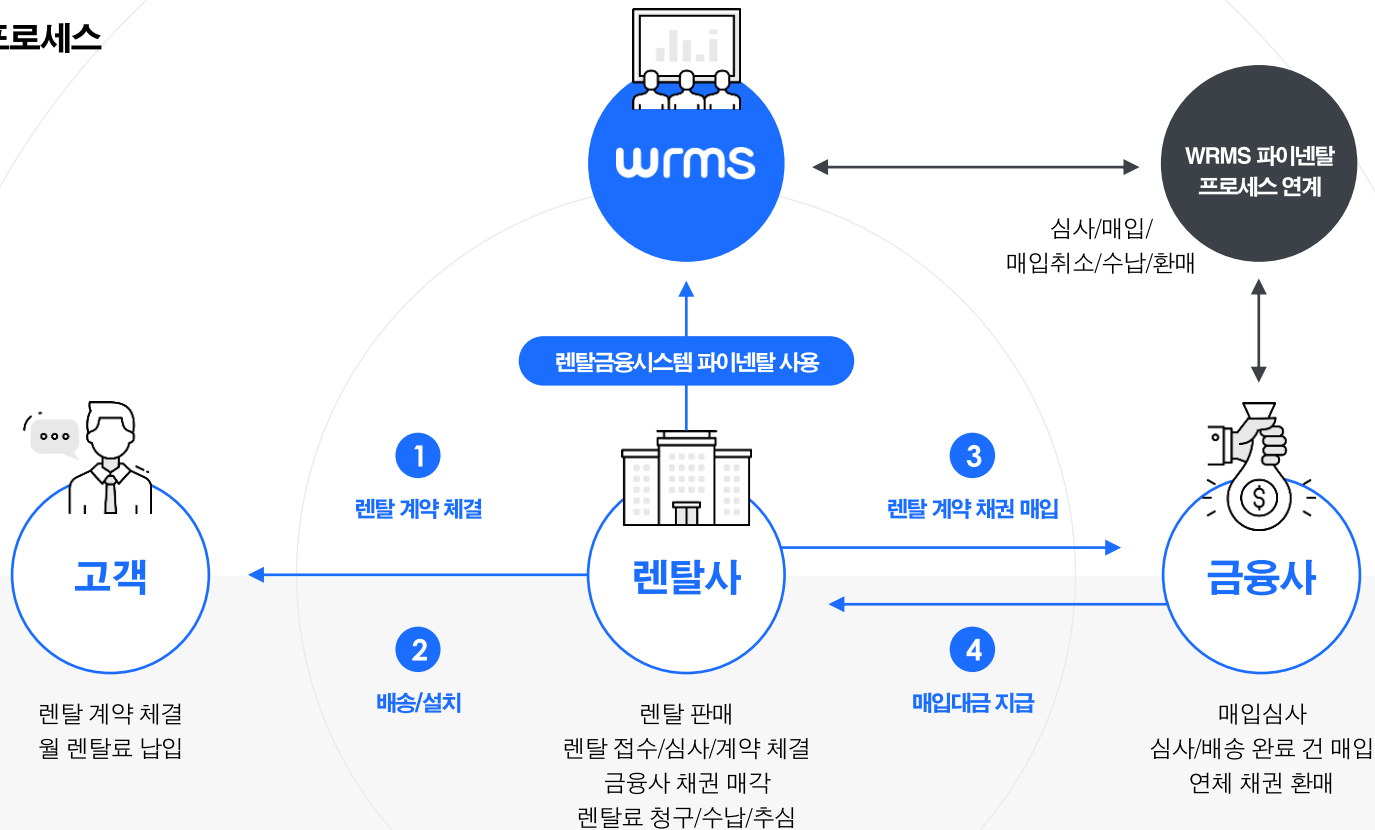 프로세스
wrms
WRMS 파이넨탈
프로세스 연계
심사/매입/
매입취소/수납/환매
렌탈금융시스템 파이넨탈 사용
1
렌탈 계약 체결
3
렌탈 계약 채권 매입
고객
렌탈사
금융사
2
배송/설치
4
매입대금 지급
렌탈 계약 체결
월 렌탈료 납입
렌탈 판매
렌탈 접수/심사/계약 체결
금융사 채권 매각
렌탈료 청구/수납/추심
매입심사
심사/배송 완료 건 매입
연체 채권 환매
$